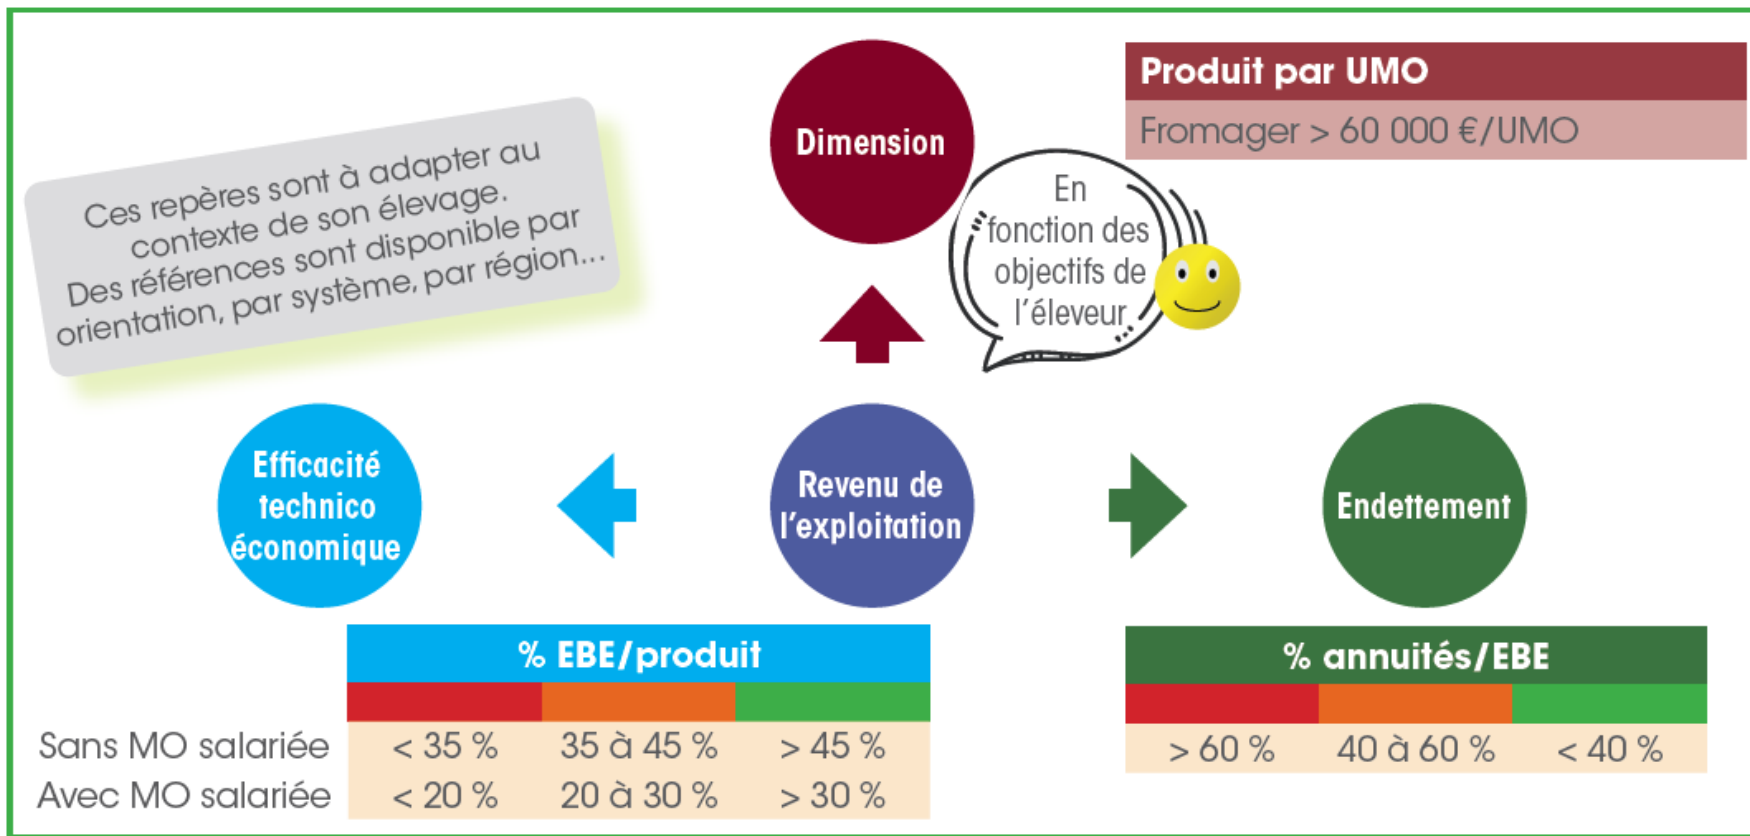 Produit par UMO
Fromager > 60 000 €/UMO
Dimension
Ces repères sont à adapter au
contexte de son élevage.
Des références sont disponible par
orientation, par système, par région...
En
fonction des
objectifs de
l'éleveur
Efficacité
technico
économique
Revenu de
l'exploitation
Endettement
% EBE/produit
Sans MO salariée < 35 % 35 à 45 % > 45 %
Avec MO salariée < 20 % 20 à 30 % > 30 %
% annuités/EBE
> 60 % 40 à 60 % < 40 %